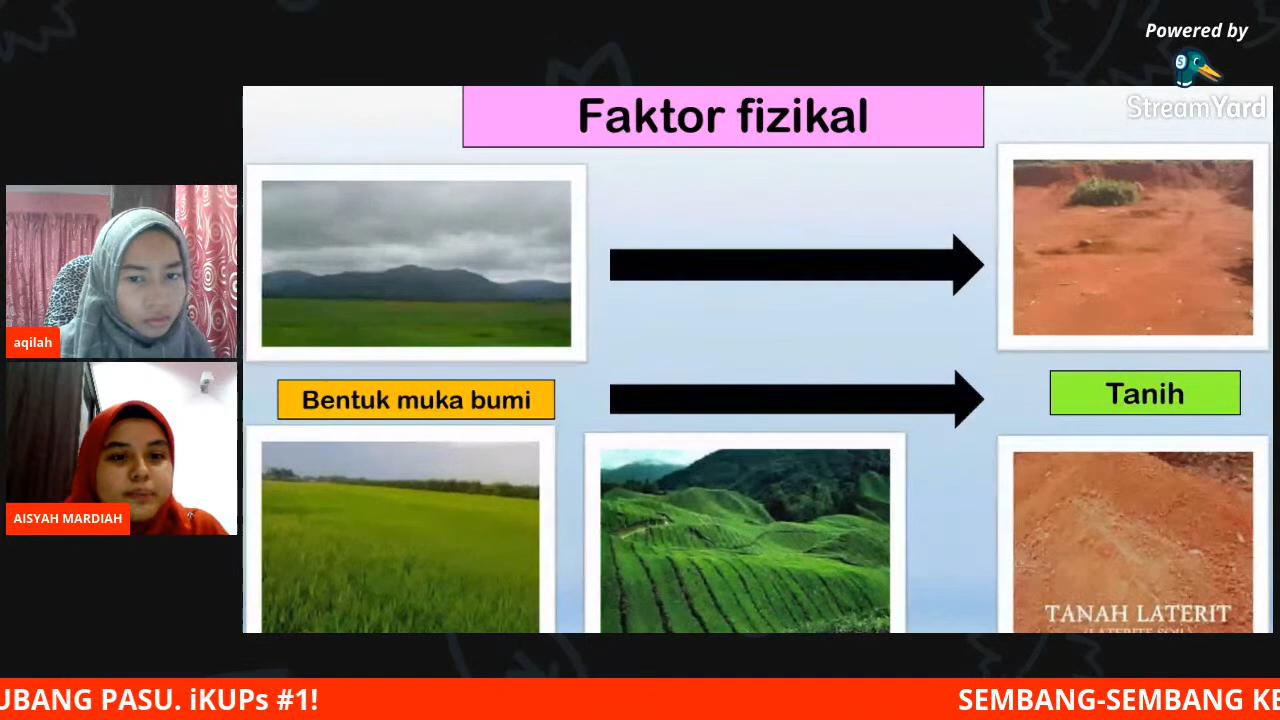 Powered by
StreamYard
Faktor fizikal
Bentuk muka bumi
Tanih
TANAH LATERIT
aqilah
AISYAH MARDIAH
UBANG PASU. iKUPs #1!
SEMBANG-SEMBANG KE